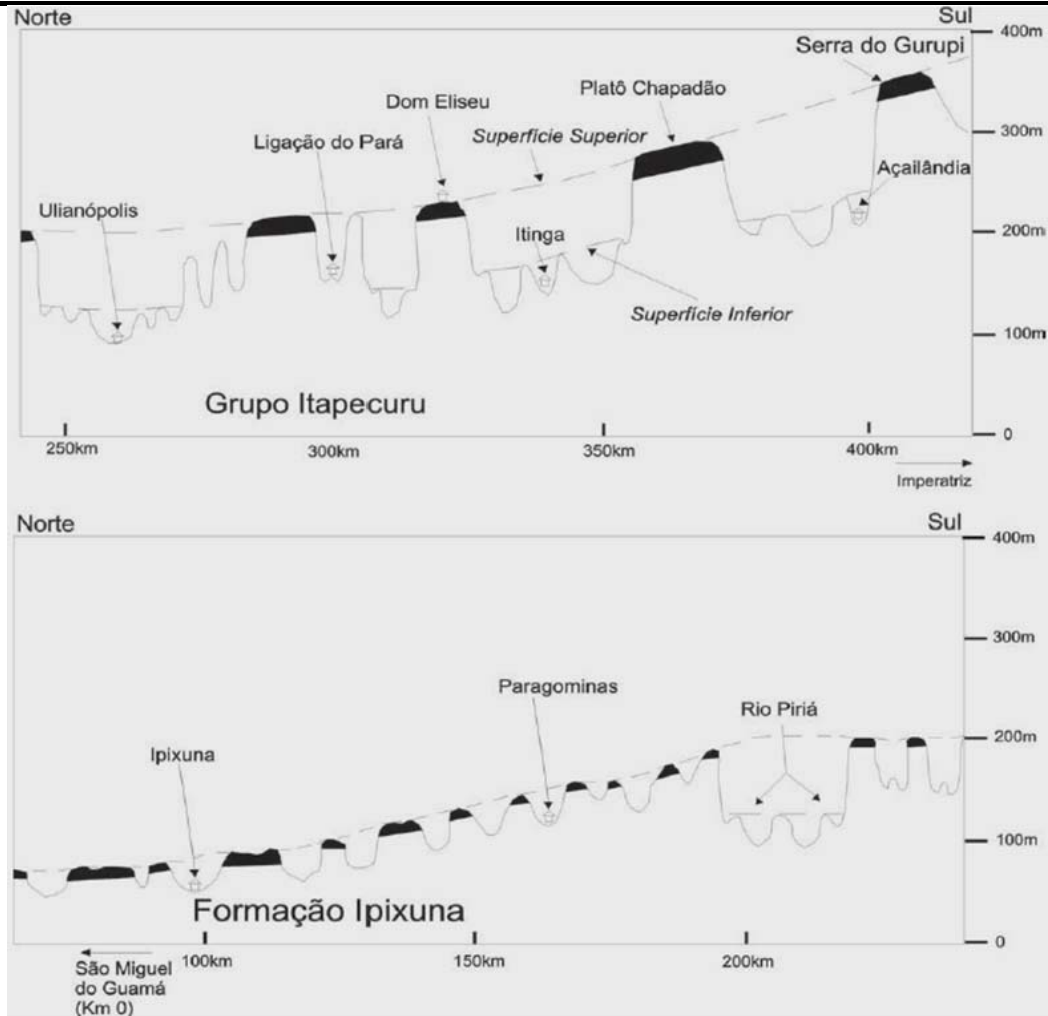 Norte
Sul
400m
Serra do Gurupi
Platô Chapadão
Dom Eliseu
Superfície Superior
Ligação do Pará
300m
Açailândia
Ulianópolis
Itinga
200m
Superfície Inferior
100m
Grupo Itapecuru
0
250km
300km
350km
400km
Imperatriz
Norte
Sul
400m
300m
Paragominas
Rio Piriá
Ipixuna
200m
100m
Formação Ipixuna
0
100km
150km
200km
São Miguel
do Guamá
(Km 0)